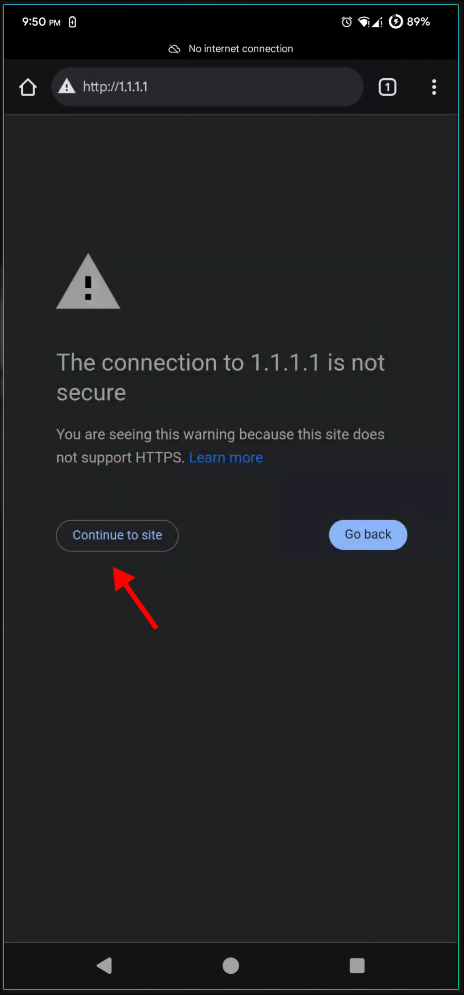 9:50 PM 89%
No internet connection
http://1.1.1.1 1
The connection to 1.1.1.1 is not
secure
You are seeing this warning because this site does
not support HTTPS. Learn more
Continue to site Go back